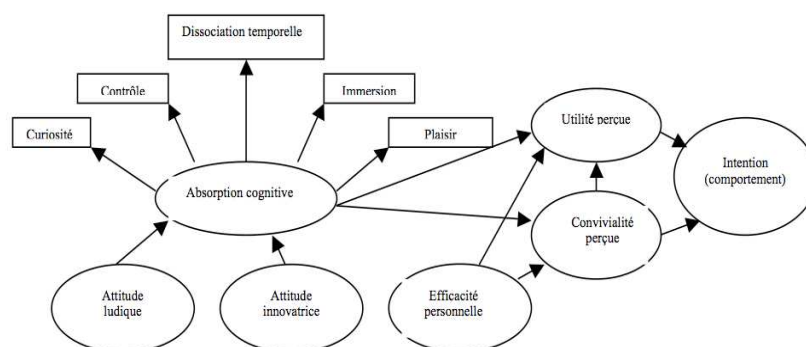 Dissociation temporelle
Contrôle
Immersion
Curiosité
Plaisir
Utilité perçue
Intention
(comportement)
Absorption cognitive
Convivialité
perçue
Attitude
ludique
Attitude
innovatrice
Efficacité
personnelle